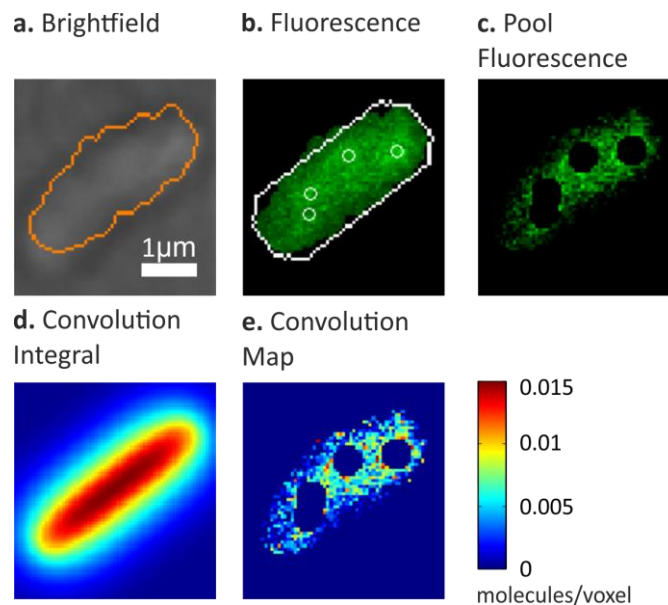 a. Brightfield
b. Fluorescence
c. Pool
Fluorescence
1µm
d. Convolution
Integral
e. Convolution
Map
0.015
0.01
0.005
0
molecules/voxel